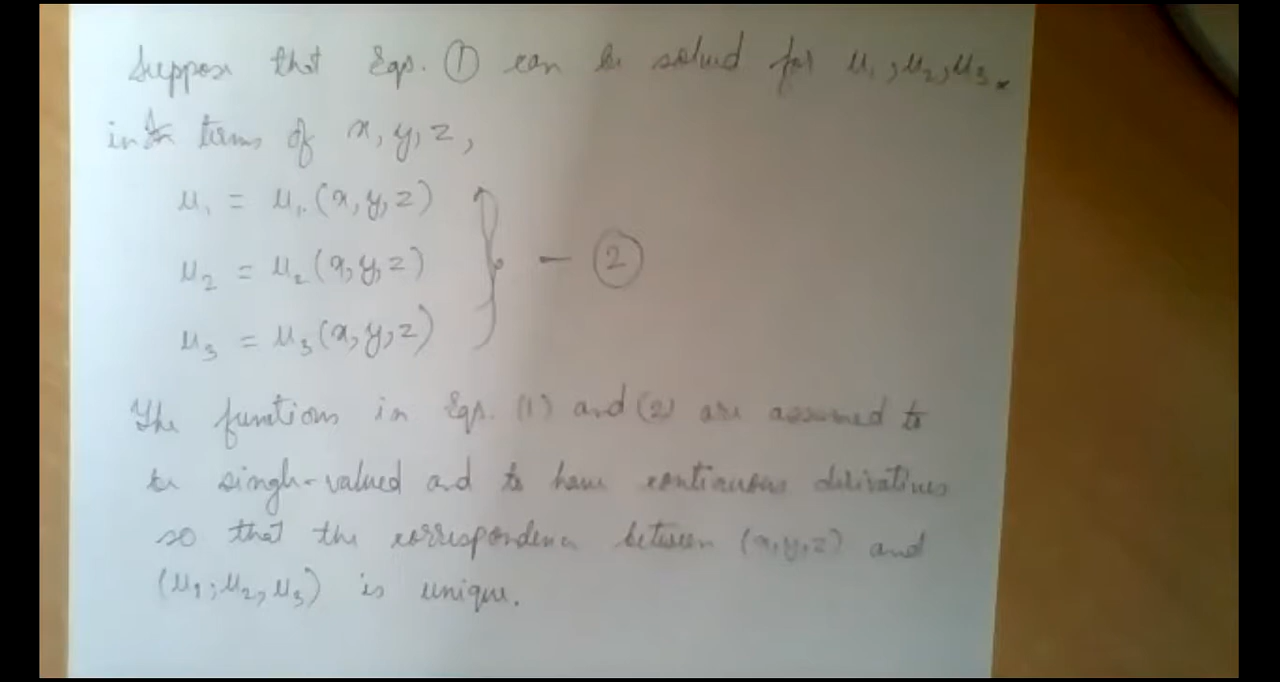 Suppose that Eqs. ① can be solved for u₁, u₂, u₃
in terms of x, y, z,
u₁ = u₁(x, y, z)
u₂ = u₂(x, y, z) } — ②
u₃ = u₃(x, y, z)
The functions in Eqs. (1) and (2) are assumed to
be single-valued and to have continuous derivatives
so that the correspondence between (x, y, z) and
(u₁, u₂, u₃) is unique.